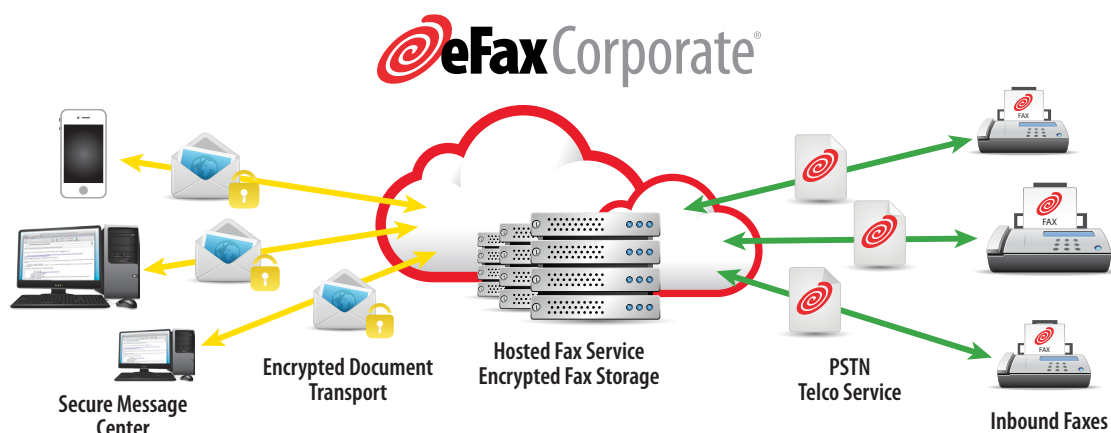 eFax Corporate®
FAX
FAX
FAX
Encrypted Document
Transport
Hosted Fax Service
Encrypted Fax Storage
PSTN
Telco Service
Secure Message
Center
Inbound Faxes